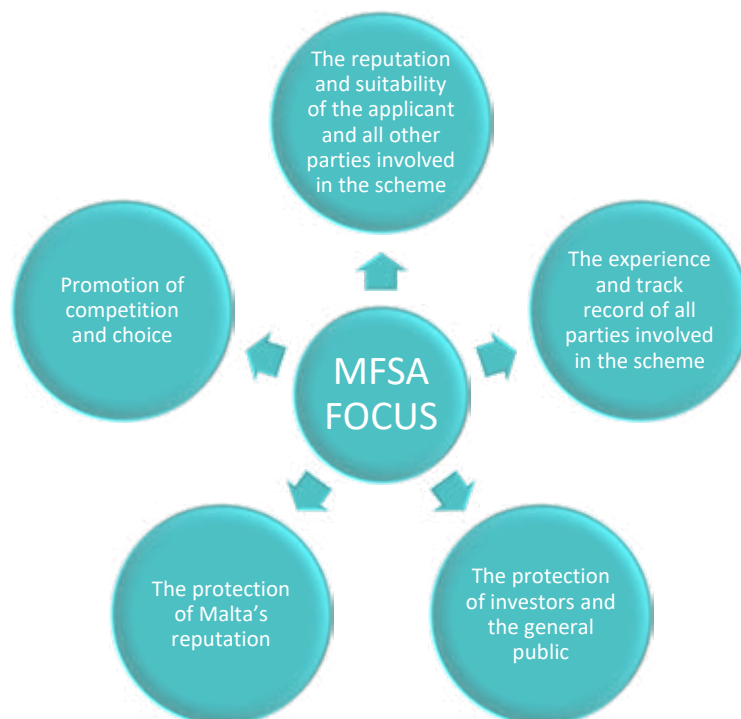 The reputation
and suitability
of the applicant
and all other
parties involved
in the scheme
Promotion of
competition
and choice
The experience
and track
record of all
parties involved
in the scheme
MFSA
FOCUS
The protection
of Malta’s
reputation
The protection
of investors and
the general
public